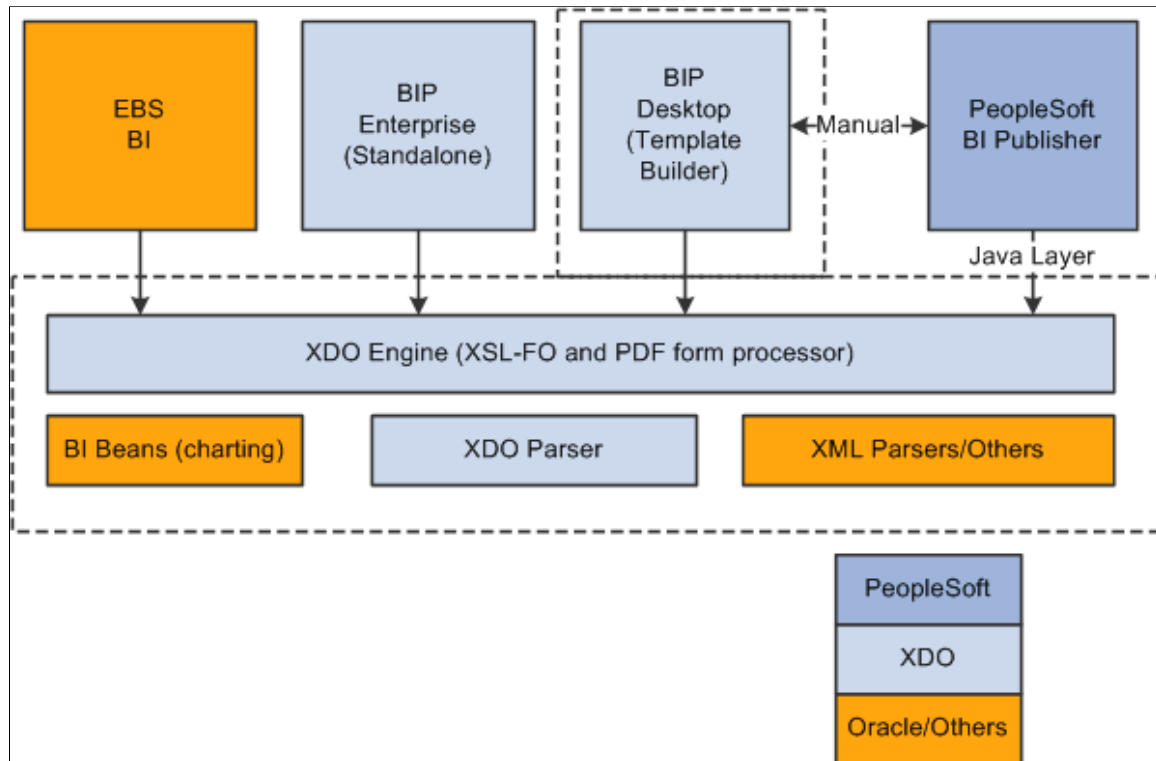 EBS
BI
BIP
Enterprise
(Standalone)
BIP
Desktop
(Template
Builder)
Manual
PeopleSoft
BI Publisher
Java Layer
XDO Engine (XSL-FO and PDF form processor)
BI Beans (charting)
XDO Parser
XML Parsers/Others
PeopleSoft
XDO
Oracle/Others